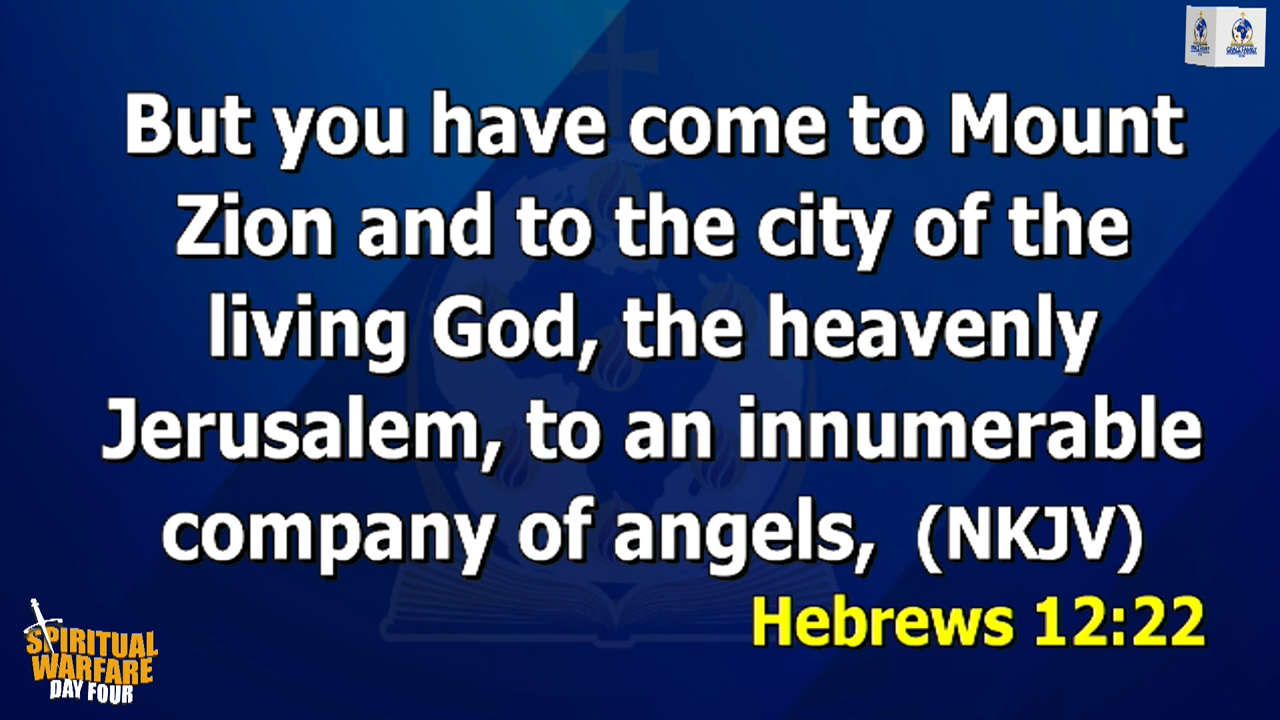 But you have come to Mount
Zion and to the city of the
living God, the heavenly
Jerusalem, to an innumerable
company of angels,  (NKJV)
Hebrews 12:22
SPIRITUAL
WARFARE
DAY FOUR